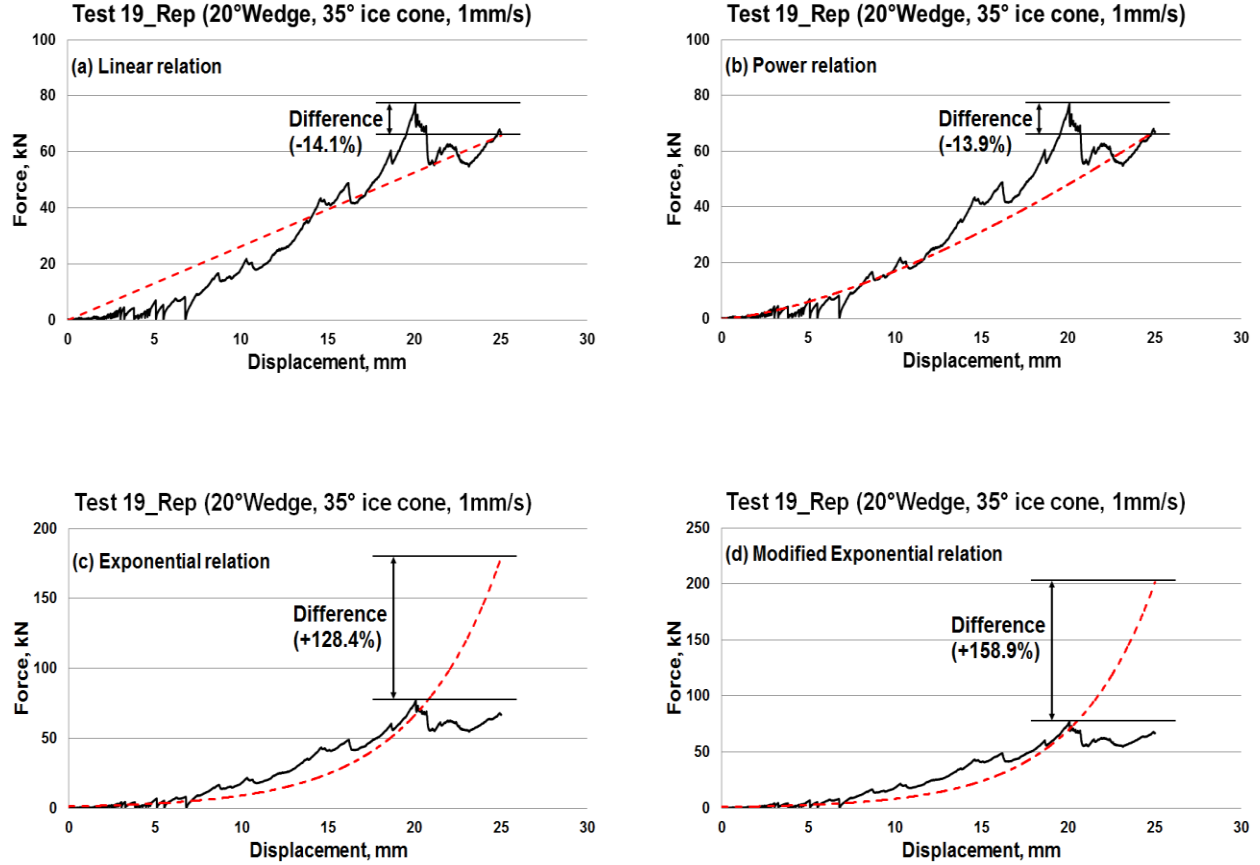 Test 19_Rep (20°Wedge, 35° ice cone, 1mm/s)
100
80
60
40
20
0
Force, kN
(a) Linear relation
Difference
(-14.1%)
0 5 10 15 20 25 30
Displacement, mm
Test 19_Rep (20°Wedge, 35° ice cone, 1mm/s)
100
80
60
40
20
0
Force, kN
(b) Power relation
Difference
(-13.9%)
0 5 10 15 20 25 30
Displacement, mm
Test 19_Rep (20°Wedge, 35° ice cone, 1mm/s)
200
150
100
50
0
Force, kN
(c) Exponential relation
Difference
(+128.4%)
0 5 10 15 20 25 30
Displacement, mm
Test 19_Rep (20°Wedge, 35° ice cone, 1mm/s)
250
200
150
100
50
0
Force, kN
(d) Modified Exponential relation
Difference
(+158.9%)
0 5 10 15 20 25 30
Displacement, mm